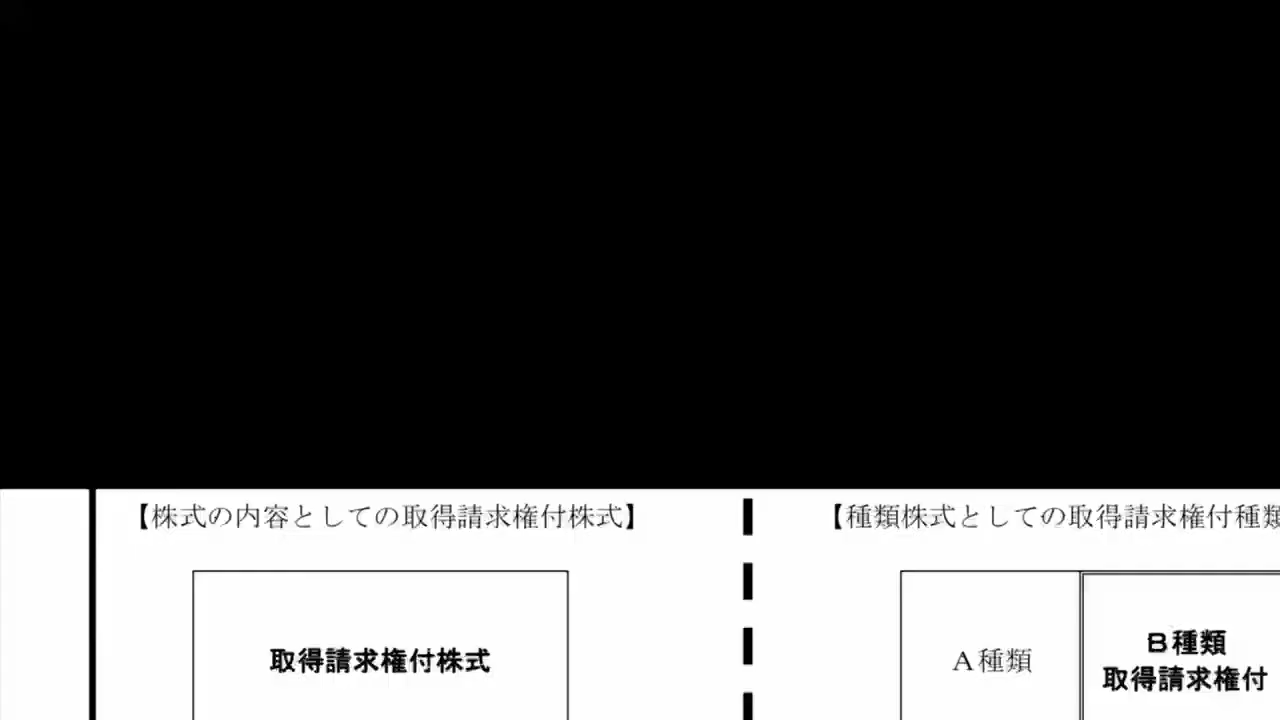 【株式の内容としての取得請求権付株式】
取得請求権付株式
【種類株式としての取得請求権付種類
A種類
B種類
取得請求権付